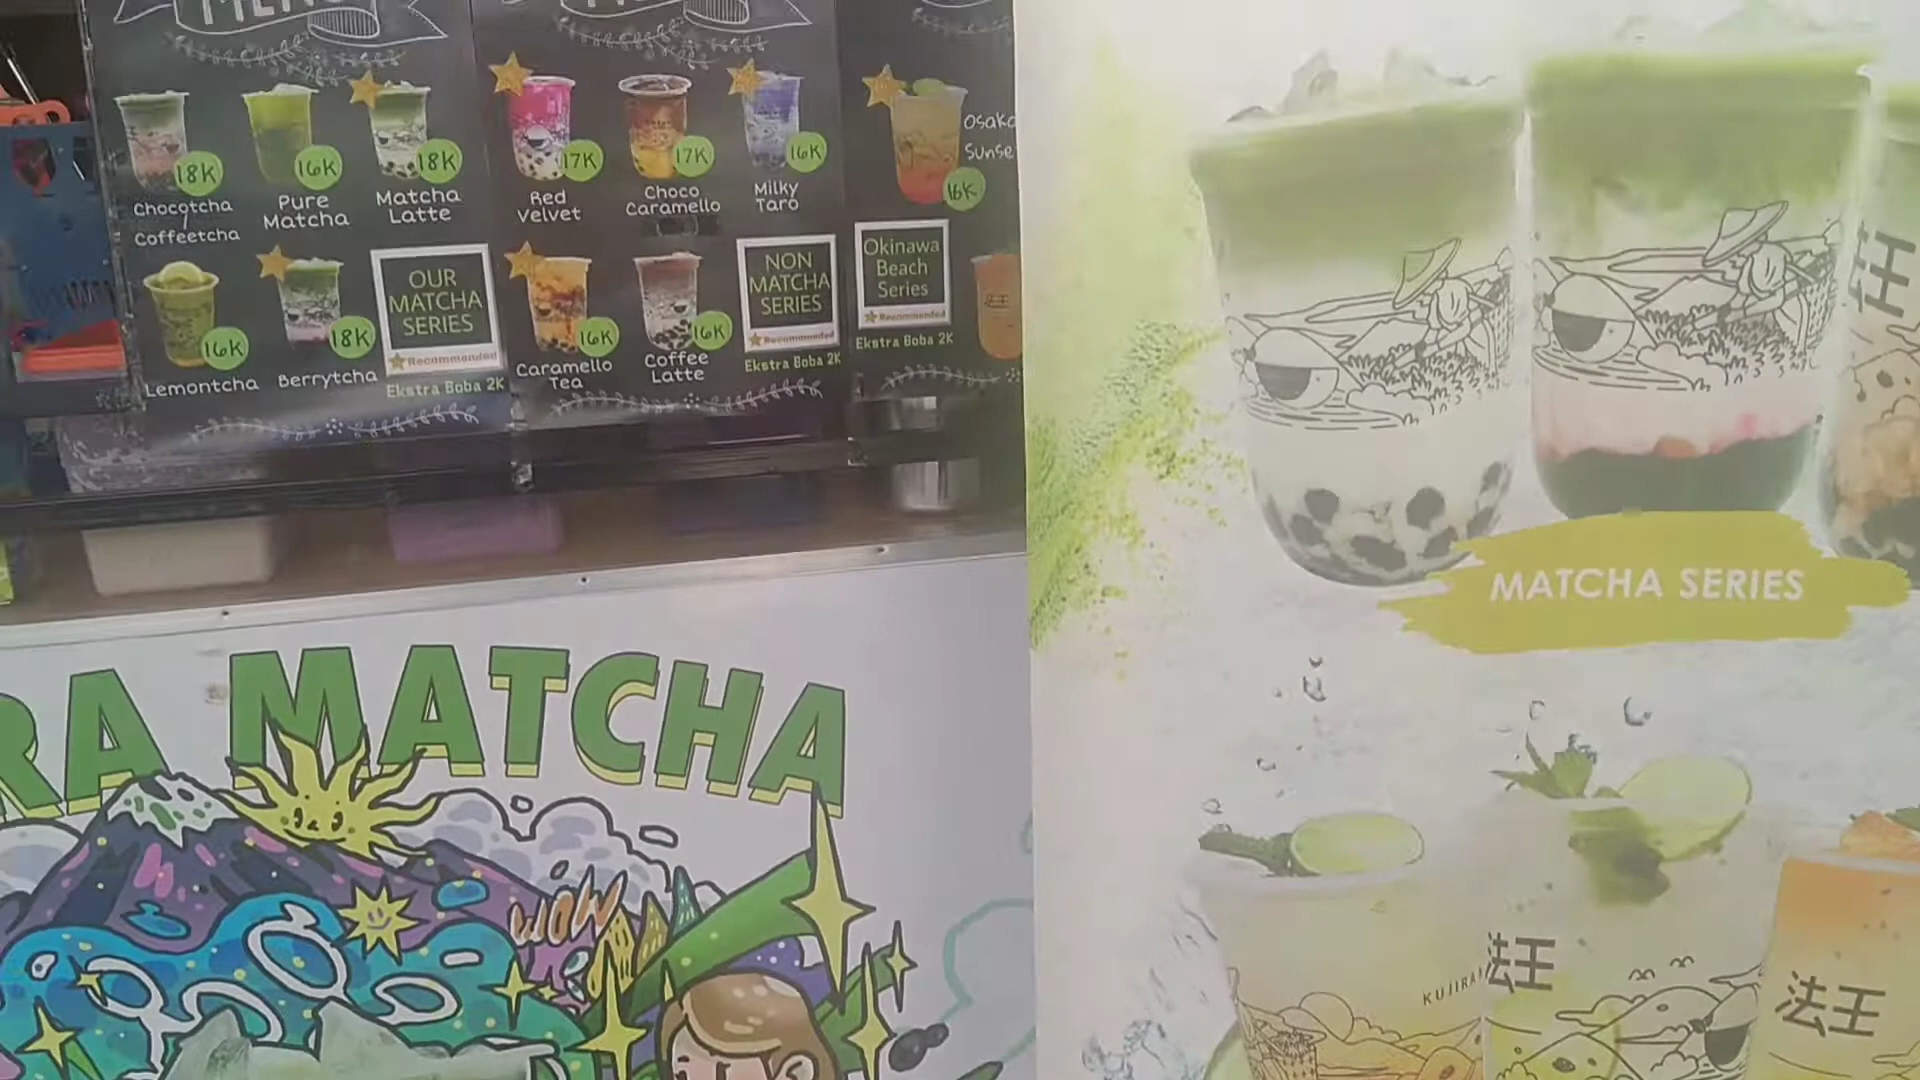 MENU
18K
16K
18K
Chocotcha
/
Coffeetcha
Pure
Matcha
Matcha
Latte
16K
18K
Lemontcha
Berrytcha
OUR
MATCHA
SERIES
Recommended
Ekstra Boba 2K
17K
17K
16K
Red
Velvet
Choco
Caramello
Milky
Taro
16K
16K
Caramello
Tea
Coffee
Latte
NON
MATCHA
SERIES
Recommended
Ekstra Boba 2K
Osaka
Sunse
16K
Okinawa
Beach
Series
Recommended
Ekstra Boba 2K
RA MATCHA
WOW
法王
MATCHA SERIES
KUJIRA
法王
法王